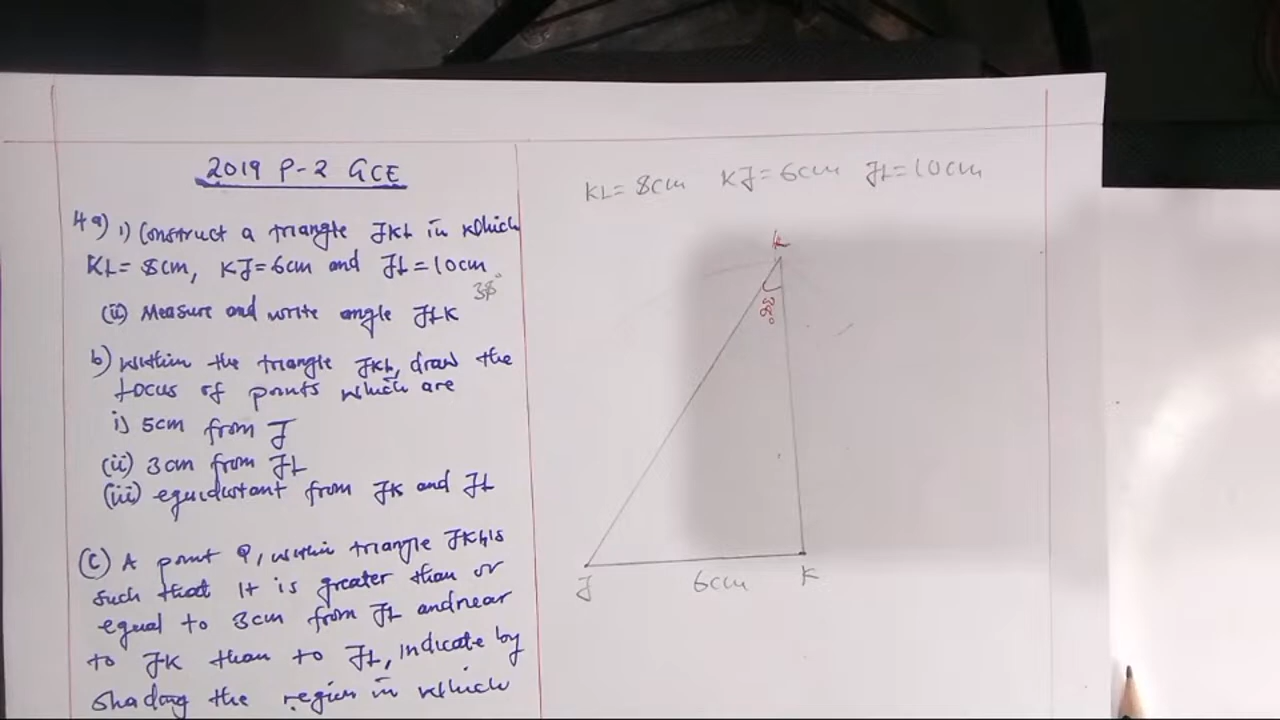 2019 P-2 GCE
4a) i) Construct a triangle JKL in which
KL = 8cm, KJ = 6cm and JL = 10cm
(ii) Measure and write angle JLK
38°
b) Within the triangle JKL, draw the
locus of points which are
i) 5cm from J
(ii) 3cm from JL
(iii) equidistant from JK and JL
(c) A point Q, within triangle JKL is
such that it is greater than or
equal to 3cm from JL and near
to JK than to JL, indicate by
shading the region in which
KL = 8cm KJ = 6cm JL = 10cm
L
38°
J 6cm K